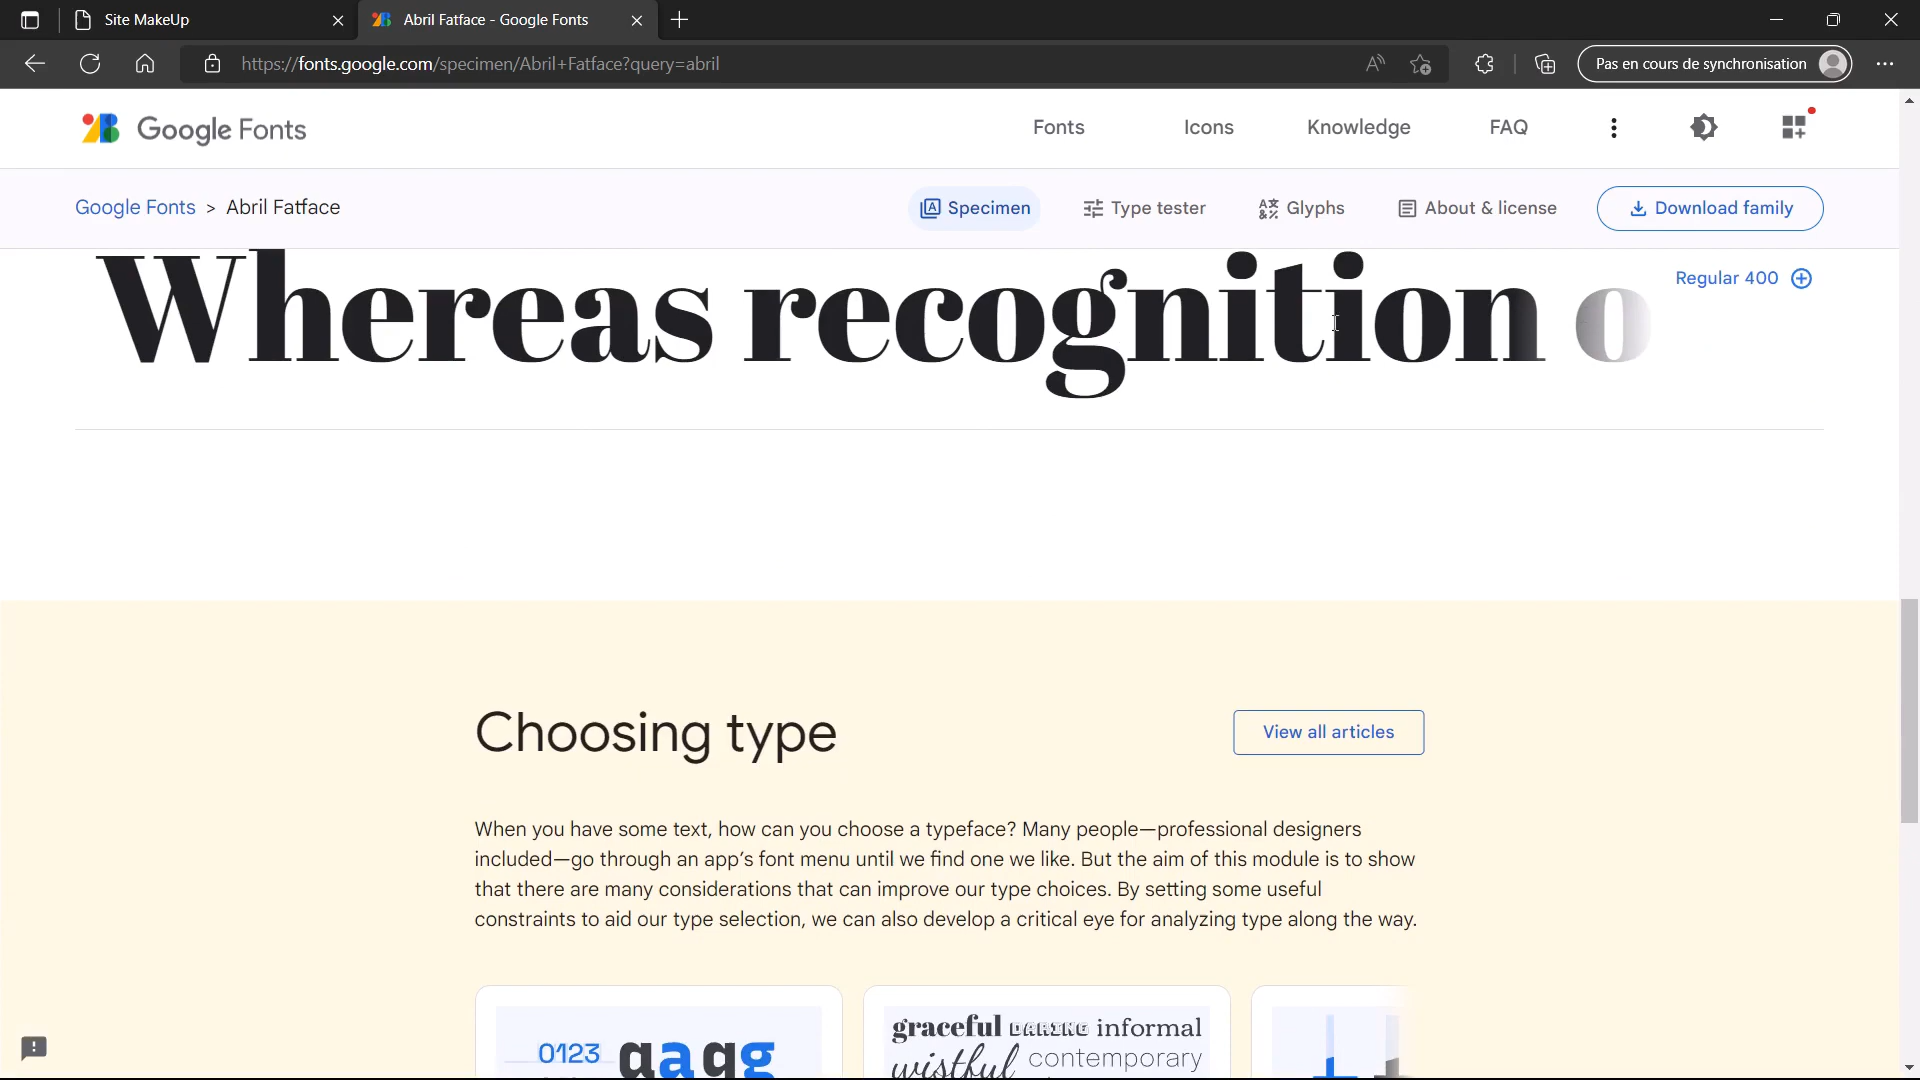 Site MakeUp
Abril Fatface - Google Fonts
https://fonts.google.com/specimen/Abril+Fatface?query=abril
Pas en cours de synchronisation
Google Fonts
Fonts
Icons
Knowledge
FAQ
Google Fonts > Abril Fatface
Specimen
Type tester
Glyphs
About & license
Download family
Whereas recognition o
Regular 400
Choosing type
View all articles
When you have some text, how can you choose a typeface? Many people—professional designers
included—go through an app's font menu until we find one we like. But the aim of this module is to show
that there are many considerations that can improve our type choices. By setting some useful
constraints to aid our type selection, we can also develop a critical eye for analyzing type along the way.
0123 aaqg
graceful DARING informal
wistful contemporary